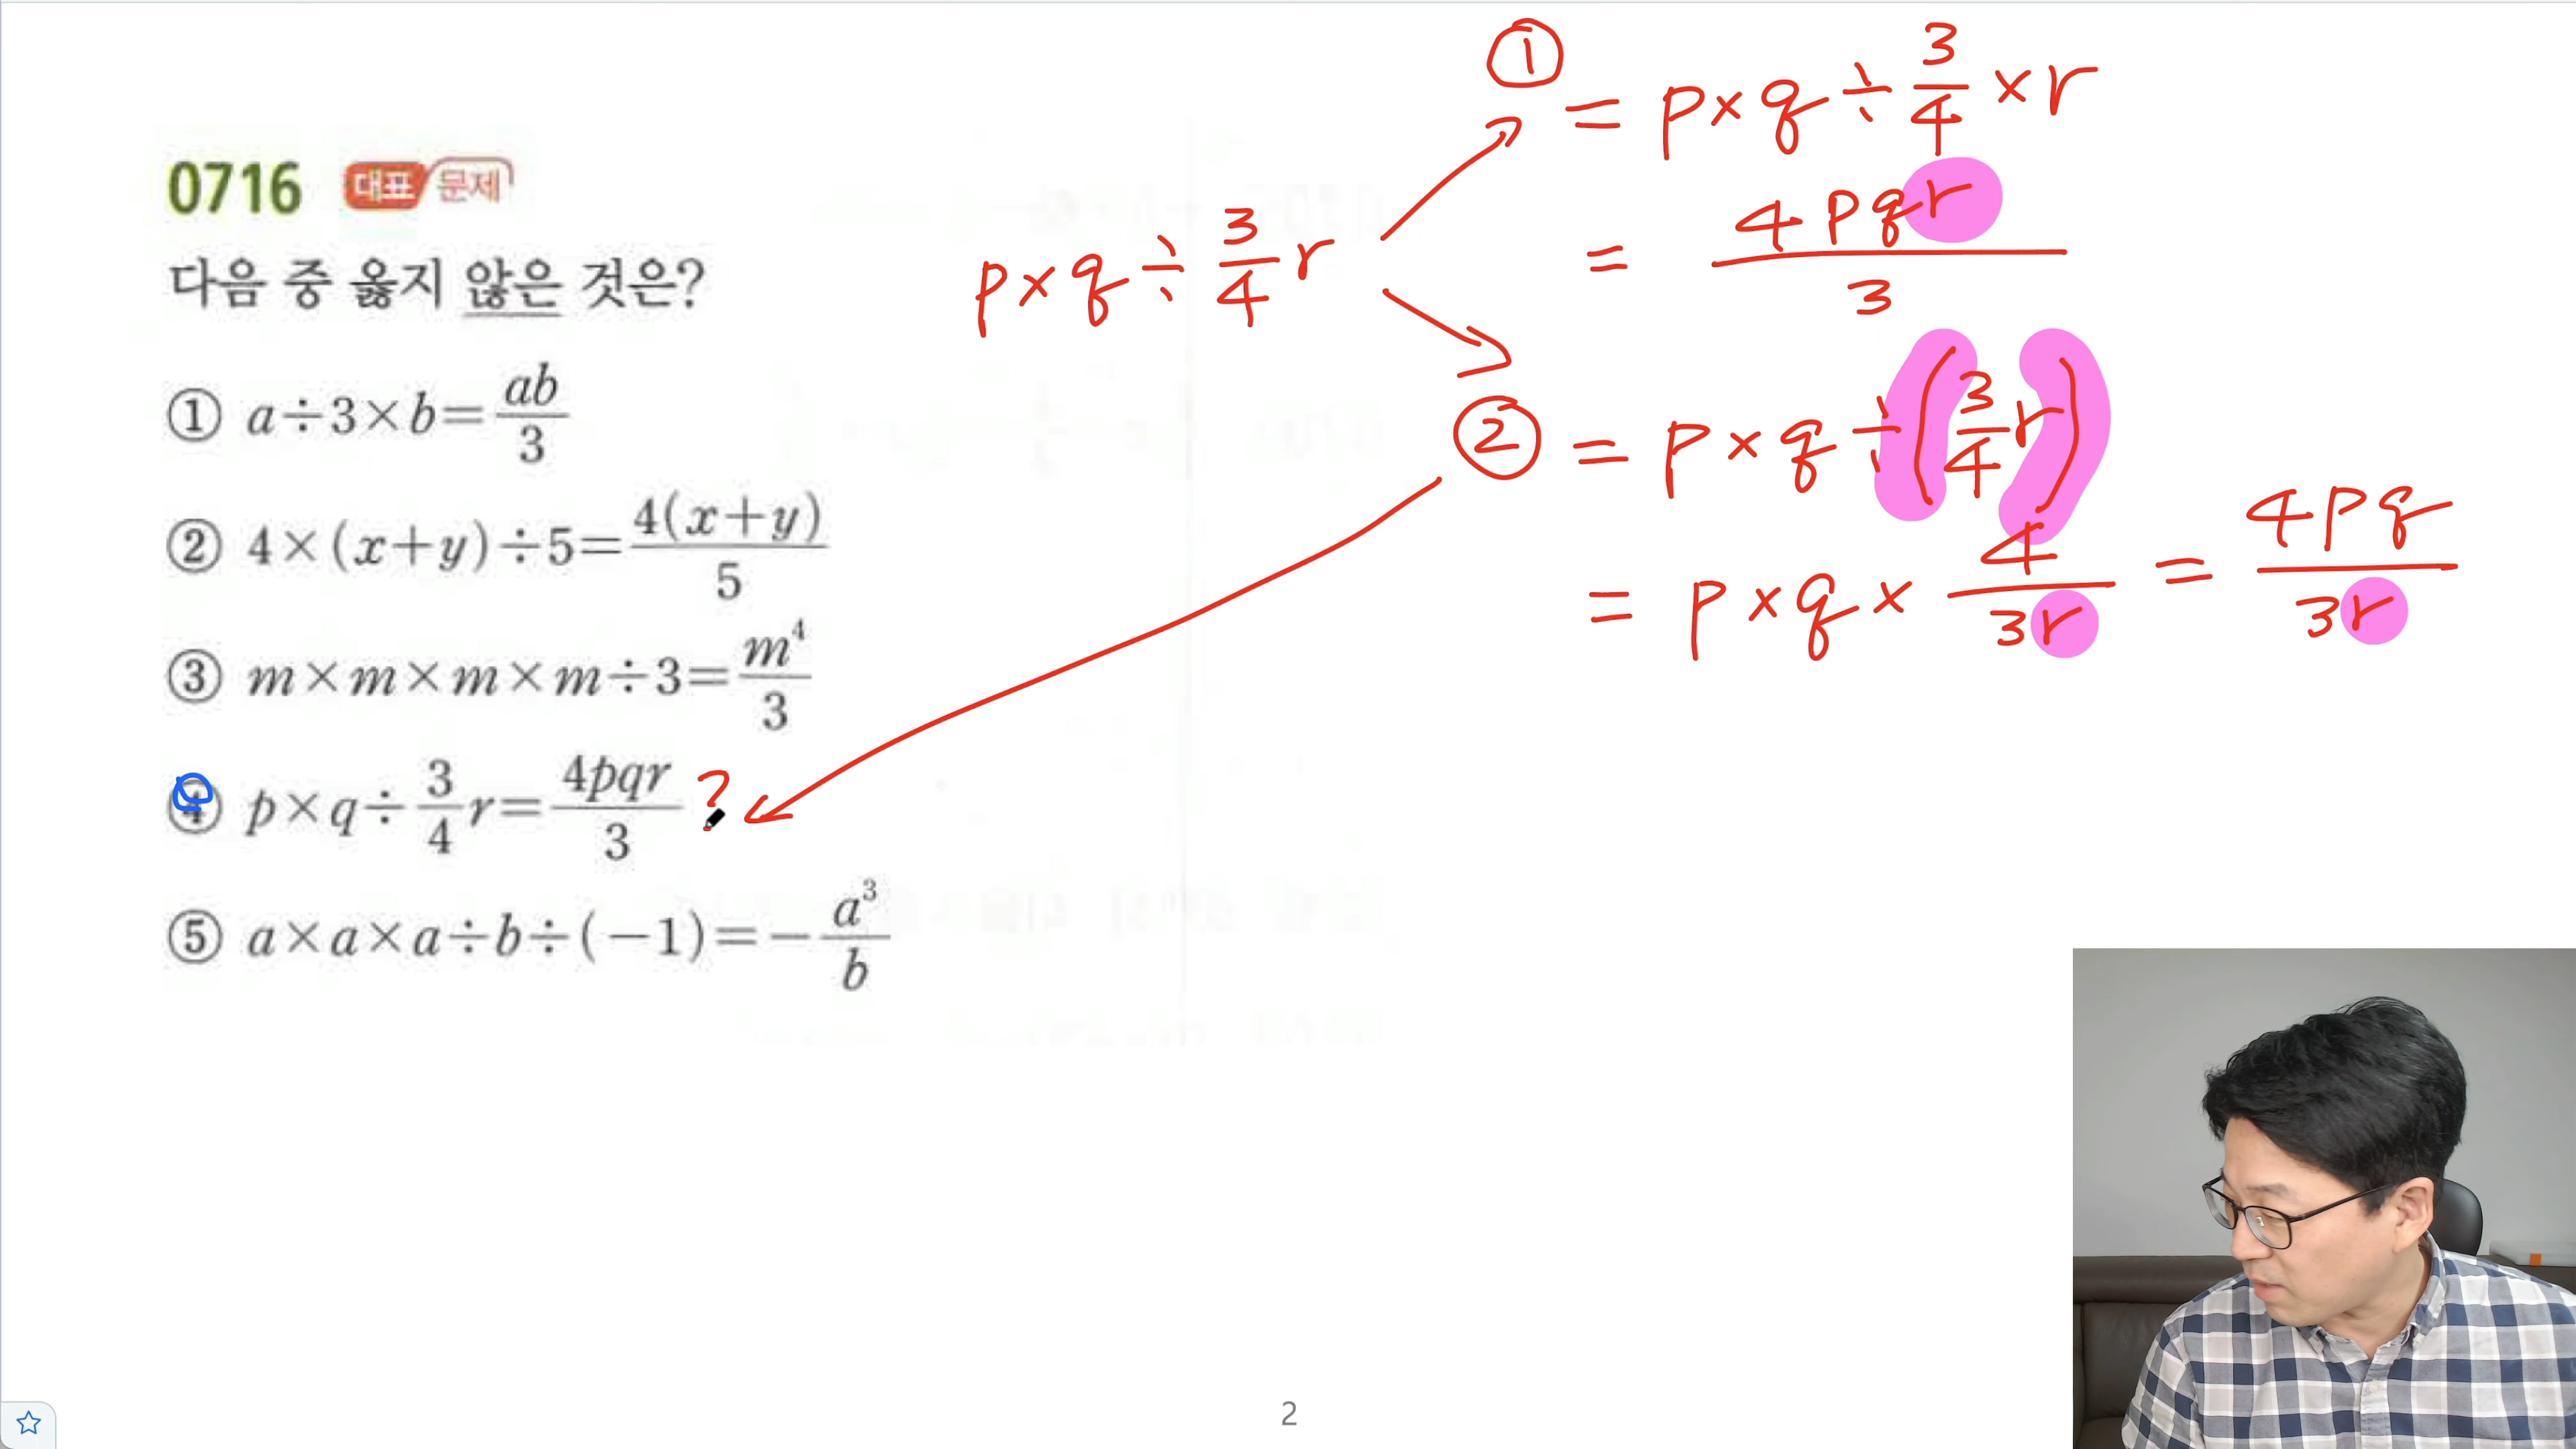 0716 대표 문제
다음 중 옳지 않은 것은?
① a÷3×b=ab/3
② 4×(x+y)÷5=4(x+y)/5
③ m×m×m×m÷3=m⁴/3
④ p×q÷3/4r=4pqr/3 ?
⑤ a×a×a÷b÷(−1)=−a³/b
p×q÷3/4r
① = p×q÷3/4×r
= 4pqr/3
② = p×q÷(3/4r)
= p×q×4/3r = 4pq/3r
2